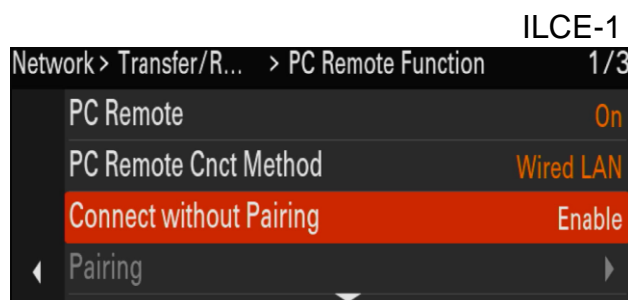 ILCE-1
Network > Transfer/R... > PC Remote Function 1/3
PC Remote On
PC Remote Cnct Method Wired LAN
Connect without Pairing Enable
Pairing